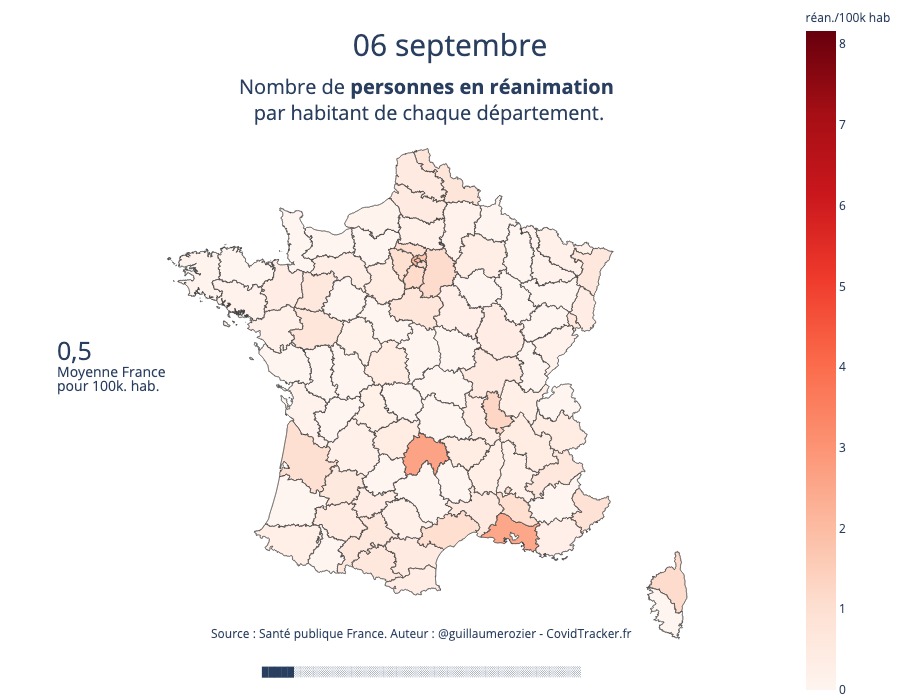 réan./100k hab
06 septembre
Nombre de personnes en réanimation
par habitant de chaque département.
8
7
6
5
4
3
2
1
0
0,5
Moyenne France
pour 100k. hab.
Source : Santé publique France. Auteur : @guillaumerozier - CovidTracker.fr